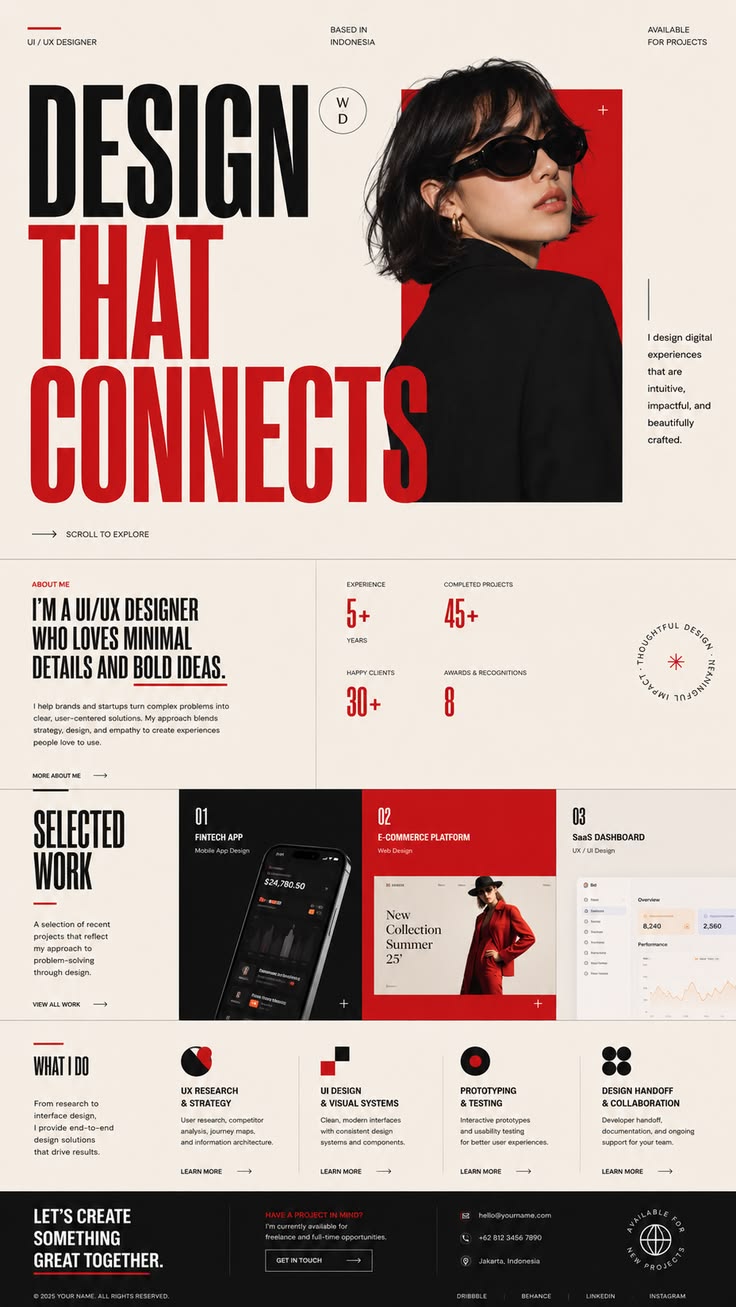 UI / UX DESIGNER
BASED IN
INDONESIA
AVAILABLE
FOR PROJECTS
DESIGN
W
D
THAT
CONNECTS
I design digital
experiences
that are
intuitive,
impactful, and
beautifully
crafted.
SCROLL TO EXPLORE
ABOUT ME
I'M A UI/UX DESIGNER
WHO LOVES MINIMAL
DETAILS AND BOLD IDEAS.
I help brands and startups turn complex problems into
clear, user-centered solutions. My approach blends
strategy, design, and empathy to create experiences
people love to use.
MORE ABOUT ME
EXPERIENCE
5+
YEARS
COMPLETED PROJECTS
45+
HAPPY CLIENTS
30+
AWARDS & RECOGNITIONS
8
THOUGHTFUL DESIGN · MEANINGFUL IMPACT ·
SELECTED
WORK
A selection of recent
projects that reflect
my approach to
problem-solving
through design.
VIEW ALL WORK
01
FINTECH APP
Mobile App Design
$24,780.50
02
E-COMMERCE PLATFORM
Web Design
New
Collection
Summer
25'
03
SaaS DASHBOARD
UX / UI Design
Overview
8,240
2,560
Performance
WHAT I DO
From research to
interface design,
I provide end-to-end
design solutions
that drive results.
UX RESEARCH
& STRATEGY
User research, competitor
analysis, journey maps,
and information architecture.
LEARN MORE
UI DESIGN
& VISUAL SYSTEMS
Clean, modern interfaces
with consistent design
systems and components.
LEARN MORE
PROTOTYPING
& TESTING
Interactive prototypes
and usability testing
for better user experiences.
LEARN MORE
DESIGN HANDOFF
& COLLABORATION
Developer handoff,
documentation, and ongoing
support for your team.
LEARN MORE
LET'S CREATE
SOMETHING
GREAT TOGETHER.
HAVE A PROJECT IN MIND?
I'm currently available for
freelance and full-time opportunities.
GET IN TOUCH
hello@yourname.com
+62 812 3456 7890
Jakarta, Indonesia
AVAILABLE FOR
NEW PROJECTS
© 2025 YOUR NAME. ALL RIGHTS RESERVED.
DRIBBBLE
BEHANCE
LINKEDIN
INSTAGRAM